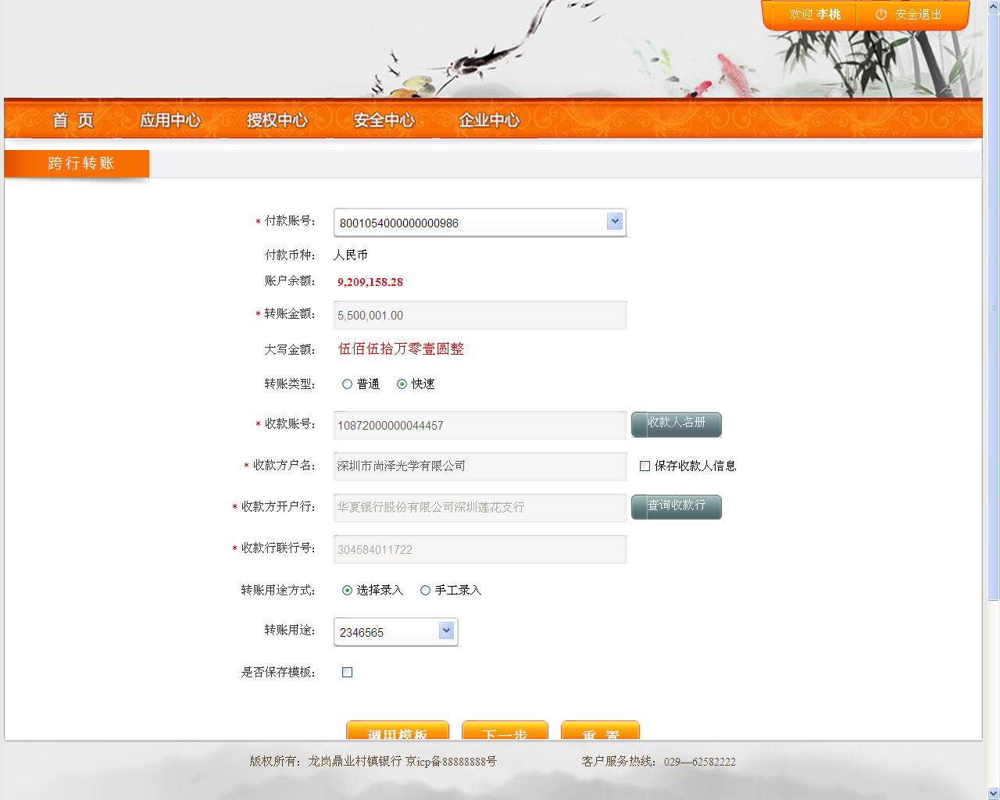 欢迎 李桃 安全退出
首 页 应用中心 授权中心 安全中心 企业中心
跨行转账
* 付款账号： 8001054000000000986
付款币种： 人民币
账户余额： 9,209,158.28
* 转账金额： 5,500,001.00
大写金额： 伍佰伍拾万零壹圆整
转账类型： 普通 快速
* 收款账号： 10872000000044457 收款人名册
* 收款方户名： 深圳市尚泽光学有限公司 保存收款人信息
* 收款方开户行： 华夏银行股份有限公司深圳莲花支行 查询收款行
* 收款行联行号： 304584011722
转账用途方式： 选择录入 手工录入
转账用途： 2346565
是否保存模板：
调用模板 下一步 重 置
版权所有：龙岗鼎业村镇银行 京icp备88888888号 客户服务热线：029—62582222